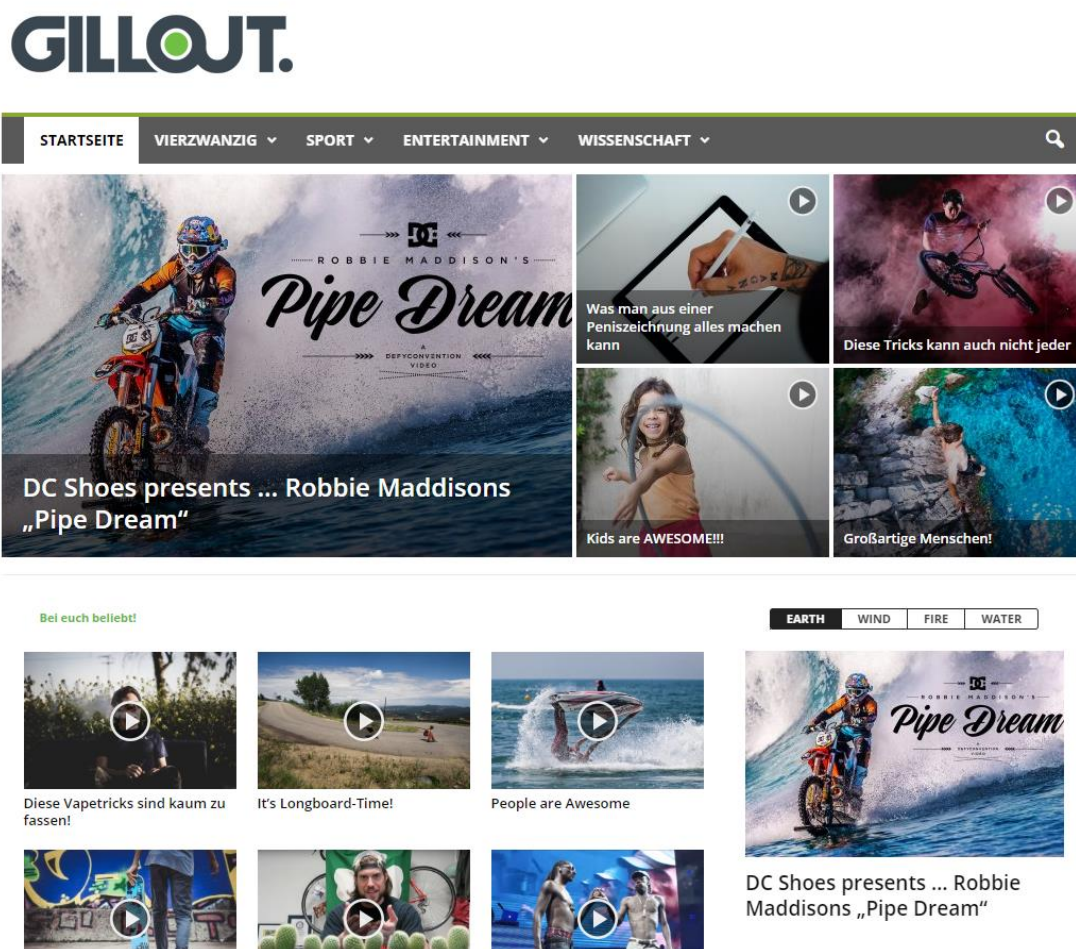 GILLOUT.
STARTSEITE VIERZWANZIG SPORT ENTERTAINMENT WISSENSCHAFT
DC
ROBBIE MADDISON'S
Pipe Dream
A
DEFYCONVENTION
VIDEO
DC Shoes presents ... Robbie Maddisons
„Pipe Dream“
Was man aus einer
Peniszeichnung alles machen
kann
Diese Tricks kann auch nicht jeder
Kids are AWESOME!!!
Großartige Menschen!
Bei euch beliebt!
EARTH WIND FIRE WATER
Diese Vapetricks sind kaum zu
fassen!
It's Longboard-Time!
People are Awesome
DC
ROBBIE MADDISON'S
Pipe Dream
DC Shoes presents ... Robbie
Maddisons „Pipe Dream“